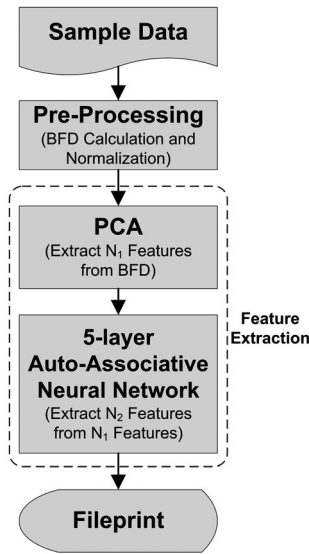 Sample Data
Pre-Processing
(BFD Calculation and
Normalization)
PCA
(Extract N₁ Features
from BFD)
5-layer
Auto-Associative
Neural Network
(Extract N₂ Features
from N₁ Features)
Feature
Extraction
Fileprint